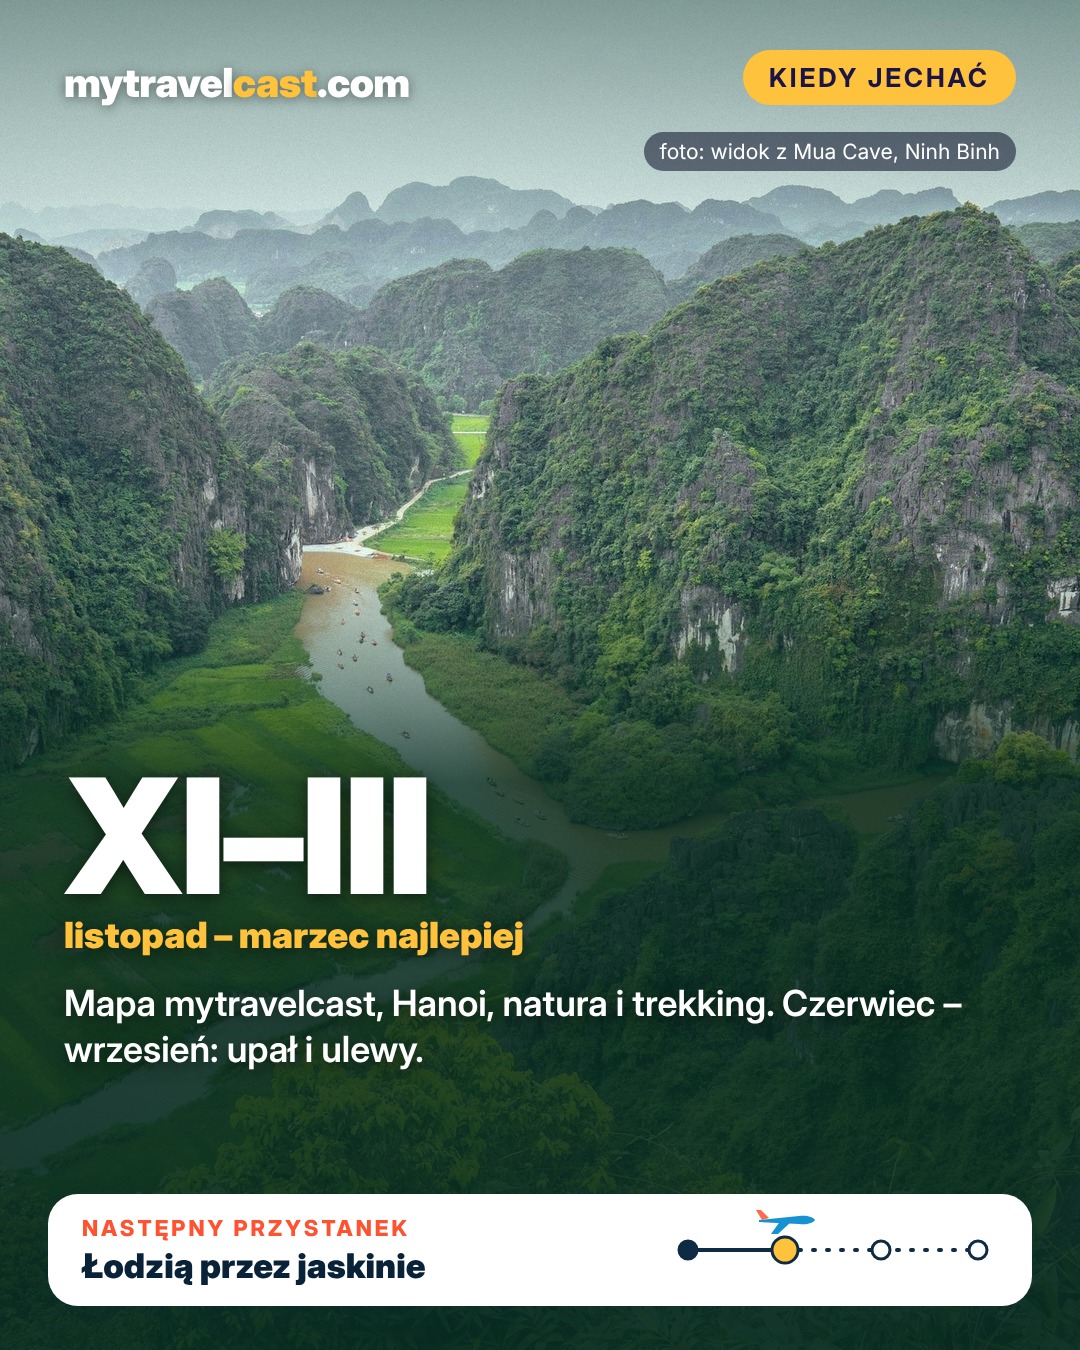 mytravelcast.com
KIEDY JECHAĆ
foto: widok z Mua Cave, Ninh Binh
XI–III
listopad – marzec najlepiej
Mapa mytravelcast, Hanoi, natura i trekking. Czerwiec –
wrzesień: upał i ulewy.
NASTĘPNY PRZYSTANEK
Łodzią przez jaskinie